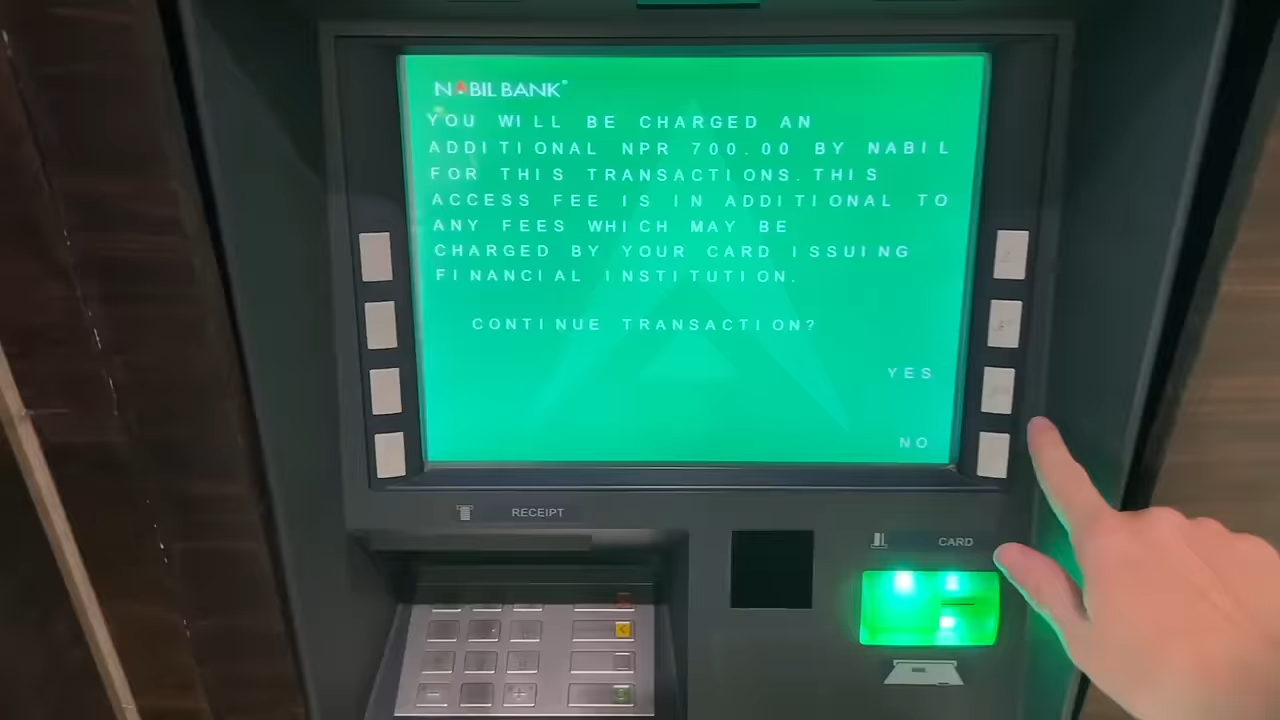 NABIL BANK
YOU WILL BE CHARGED AN
ADDITIONAL NPR 700.00 BY NABIL
FOR THIS TRANSACTIONS. THIS
ACCESS FEE IS IN ADDITIONAL TO
ANY FEES WHICH MAY BE
CHARGED BY YOUR CARD ISSUING
FINANCIAL INSTITUTION.
CONTINUE TRANSACTION?
YES
NO
RECEIPT
CARD